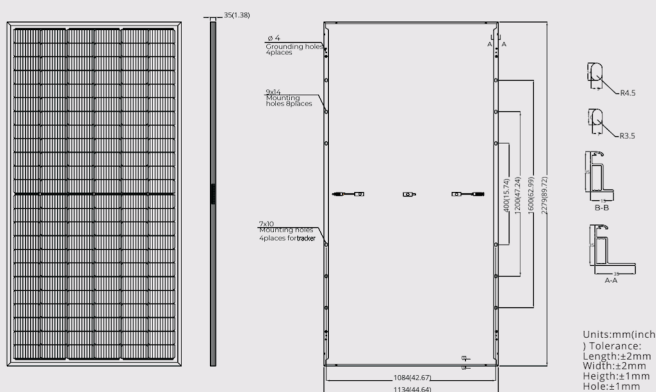 35(1.38)
ø 4
Grounding holes
4places
A A
9x14
Mounting
holes 8places
7x10
Mounting holes
4places for tracker
400(15.74)
1200(47.24)
1600(62.99)
2279(89.72)
1084(42.67)
1134(44.64)
R4.5
R3.5
B-B
A-A
Units:mm(inch
) Tolerance:
Length:±2mm
Width:±2mm
Heigth:±1mm
Hole:±1mm